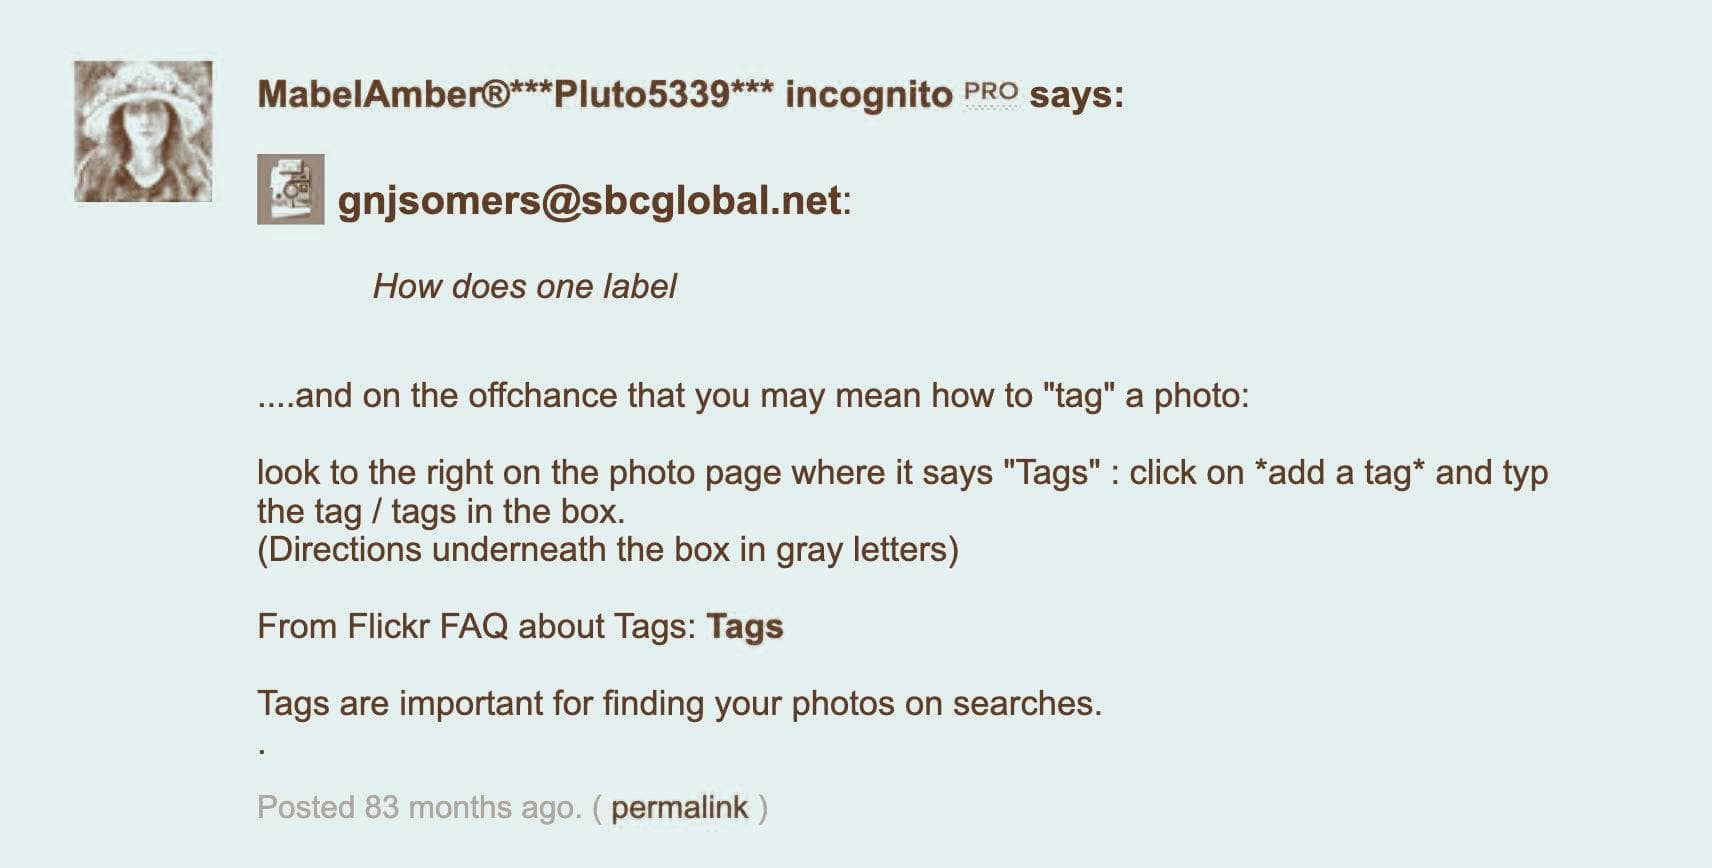 MabelAmber®***Pluto5339*** incognito PRO says:
gnjsomers@sbcglobal.net:
How does one label
....and on the offchance that you may mean how to "tag" a photo:
look to the right on the photo page where it says "Tags" : click on *add a tag* and typ
the tag / tags in the box.
(Directions underneath the box in gray letters)
From Flickr FAQ about Tags: Tags
Tags are important for finding your photos on searches.
.
Posted 83 months ago. ( permalink )